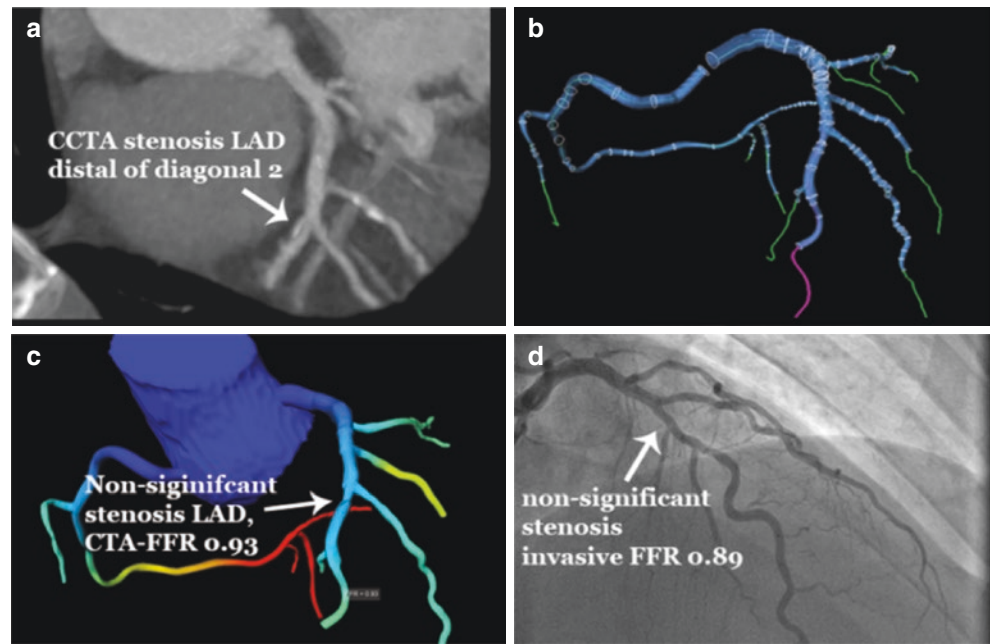 a
CCTA stenosis LAD
distal of diagonal 2
b
c
Non-siginifcant
stenosis LAD,
CTA-FFR 0.93
d
non-significant
stenosis
invasive FFR 0.89